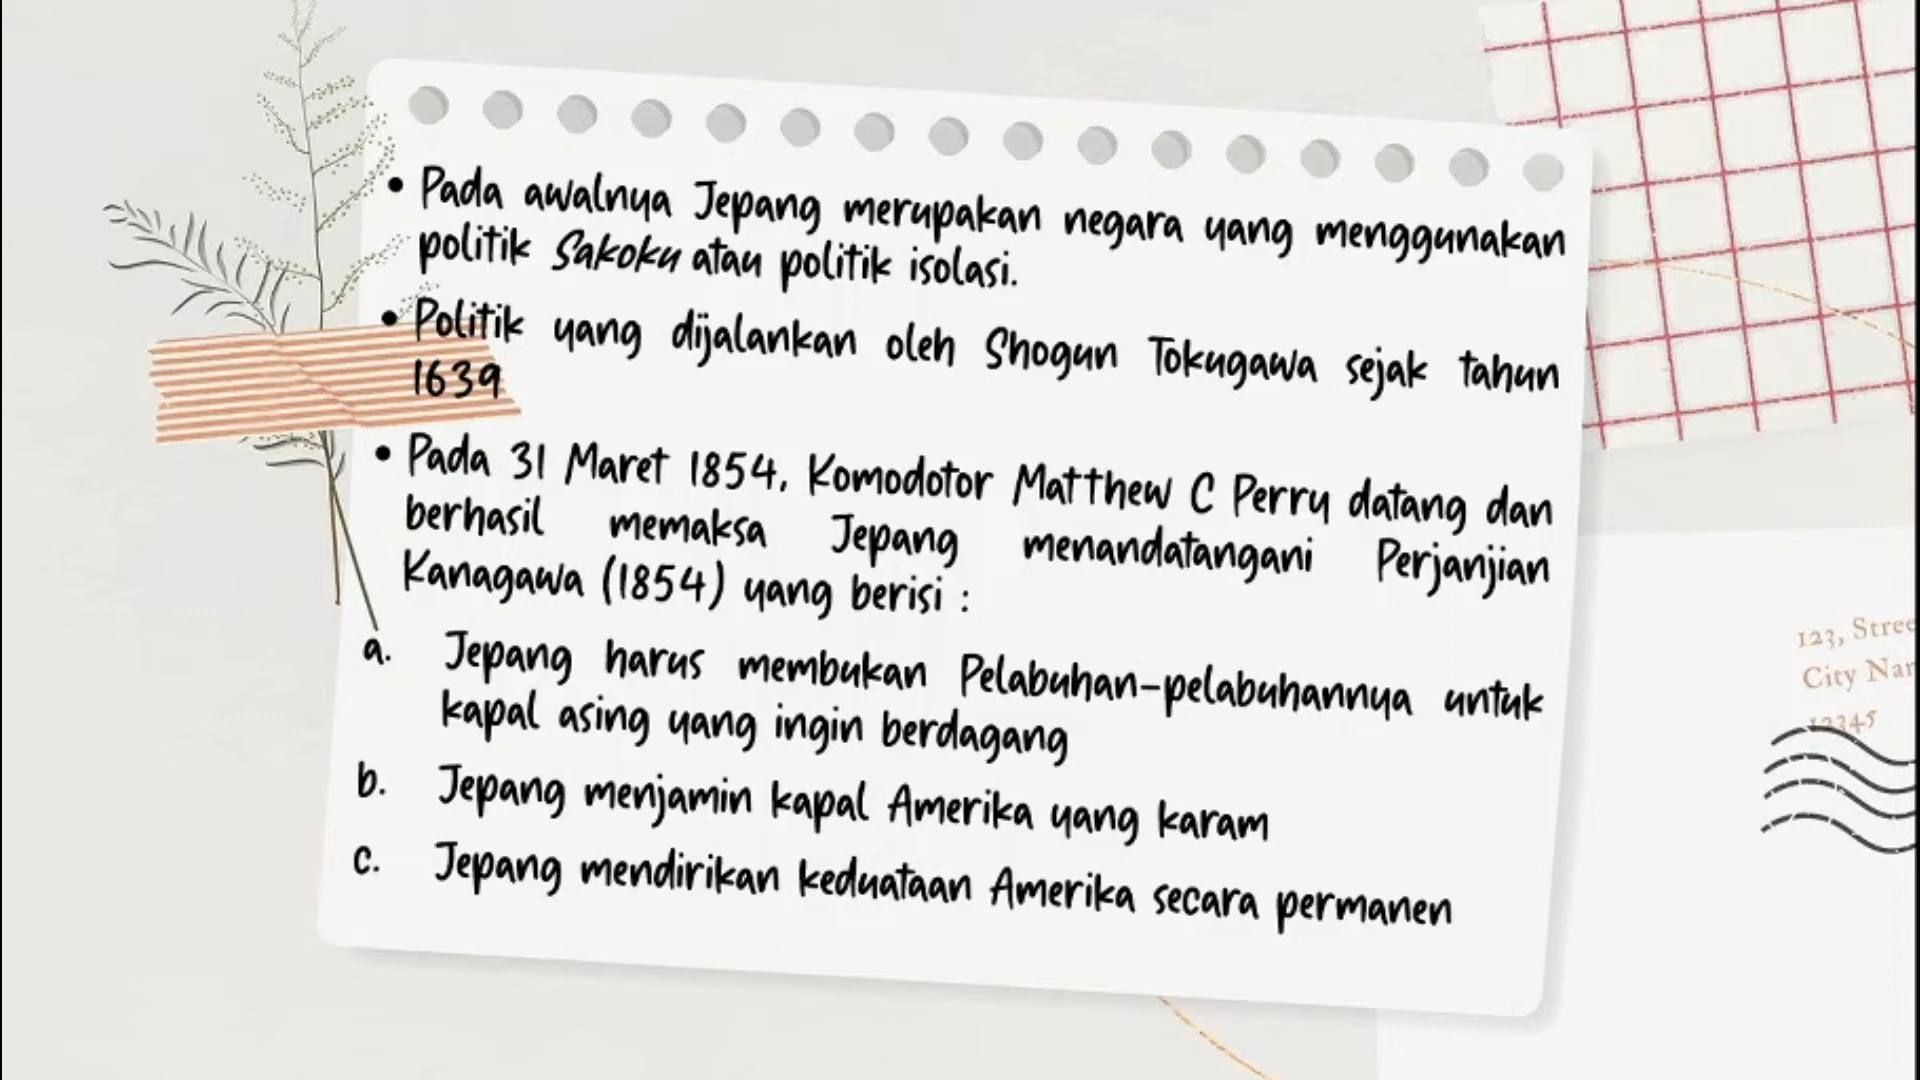 • Pada awalnya Jepang merupakan negara yang menggunakan
politik Sakoku atau politik isolasi.
• Politik yang dijalankan oleh Shogun Tokugawa sejak tahun
1639
• Pada 31 Maret 1854, Komodotor Matthew C Perry datang dan
berhasil memaksa Jepang menandatangani Perjanjian
Kanagawa (1854) yang berisi :
a. Jepang harus membukan Pelabuhan-pelabuhannya untuk
kapal asing yang ingin berdagang
b. Jepang menjamin kapal Amerika yang karam
c. Jepang mendirikan keduataan Amerika secara permanen
123, Stree
City Nar
12345